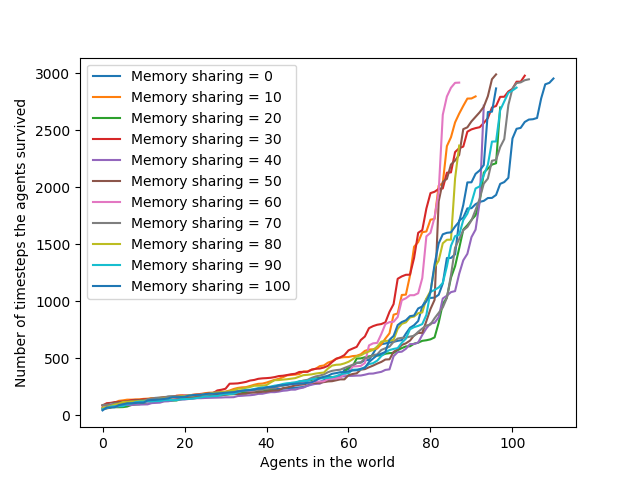 3000
2500
2000
1500
1000
500
0
Number of timesteps the agents survived
Memory sharing = 0
Memory sharing = 10
Memory sharing = 20
Memory sharing = 30
Memory sharing = 40
Memory sharing = 50
Memory sharing = 60
Memory sharing = 70
Memory sharing = 80
Memory sharing = 90
Memory sharing = 100
0 20 40 60 80 100
Agents in the world